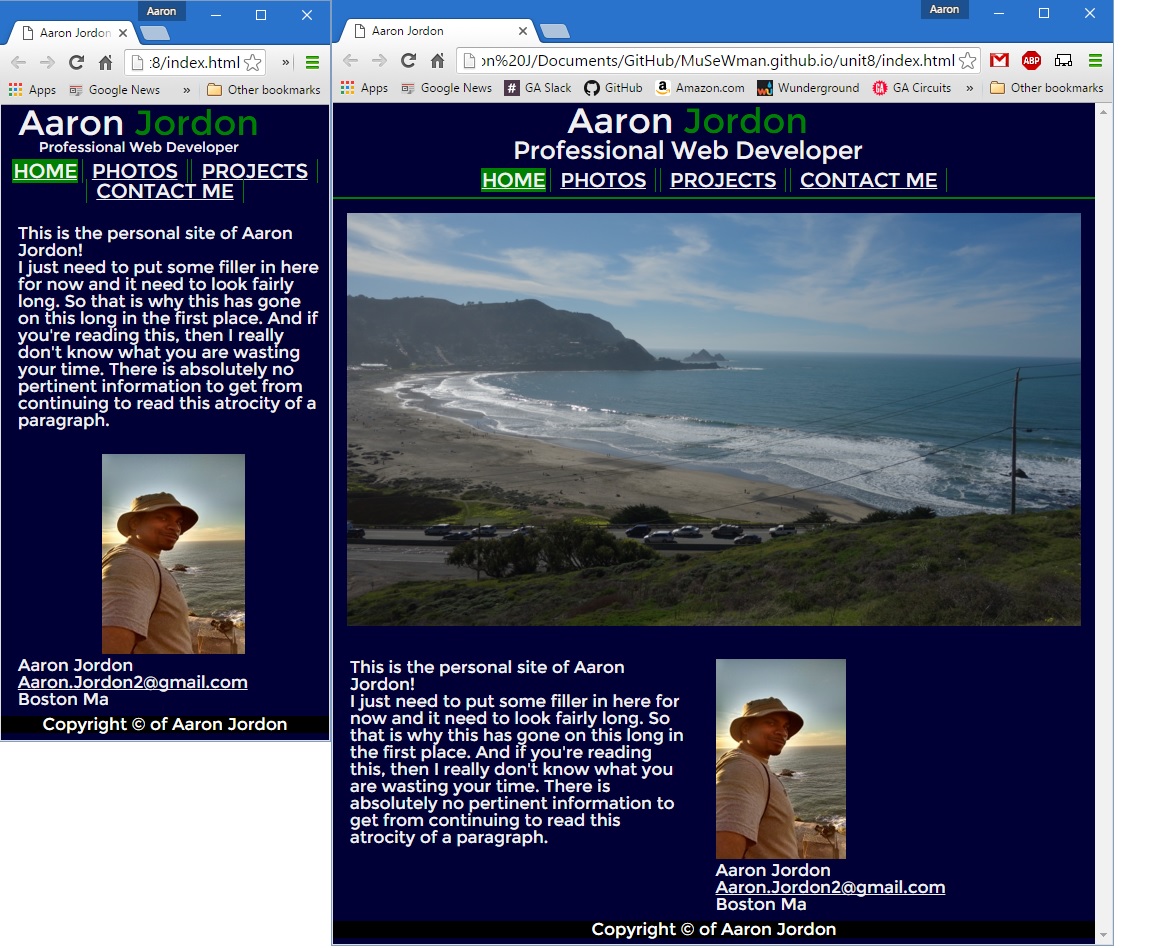 Aaron
Aaron Jordon
:8/index.html
Apps Google News » Other bookmarks
Aaron Jordon
Professional Web Developer
HOME PHOTOS PROJECTS
CONTACT ME
This is the personal site of Aaron
Jordon!
I just need to put some filler in here
for now and it need to look fairly
long. So that is why this has gone
on this long in the first place. And if
you're reading this, then I really
don't know what you are wasting
your time. There is absolutely no
pertinent information to get from
continuing to read this atrocity of a
paragraph.
Aaron Jordon
Aaron.Jordon2@gmail.com
Boston Ma
Copyright © of Aaron Jordon
Aaron
Aaron Jordon
on%20J/Documents/GitHub/MuSeWman.github.io/unit8/index.html
ABP
Apps Google News # GA Slack GitHub a Amazon.com wu Wunderground GA GA Circuits » Other bookmarks
Aaron Jordon
Professional Web Developer
HOME PHOTOS PROJECTS CONTACT ME
This is the personal site of Aaron
Jordon!
I just need to put some filler in here for
now and it need to look fairly long. So
that is why this has gone on this long in
the first place. And if you're reading
this, then I really don't know what you
are wasting your time. There is
absolutely no pertinent information to
get from continuing to read this
atrocity of a paragraph.
Aaron Jordon
Aaron.Jordon2@gmail.com
Boston Ma
Copyright © of Aaron Jordon